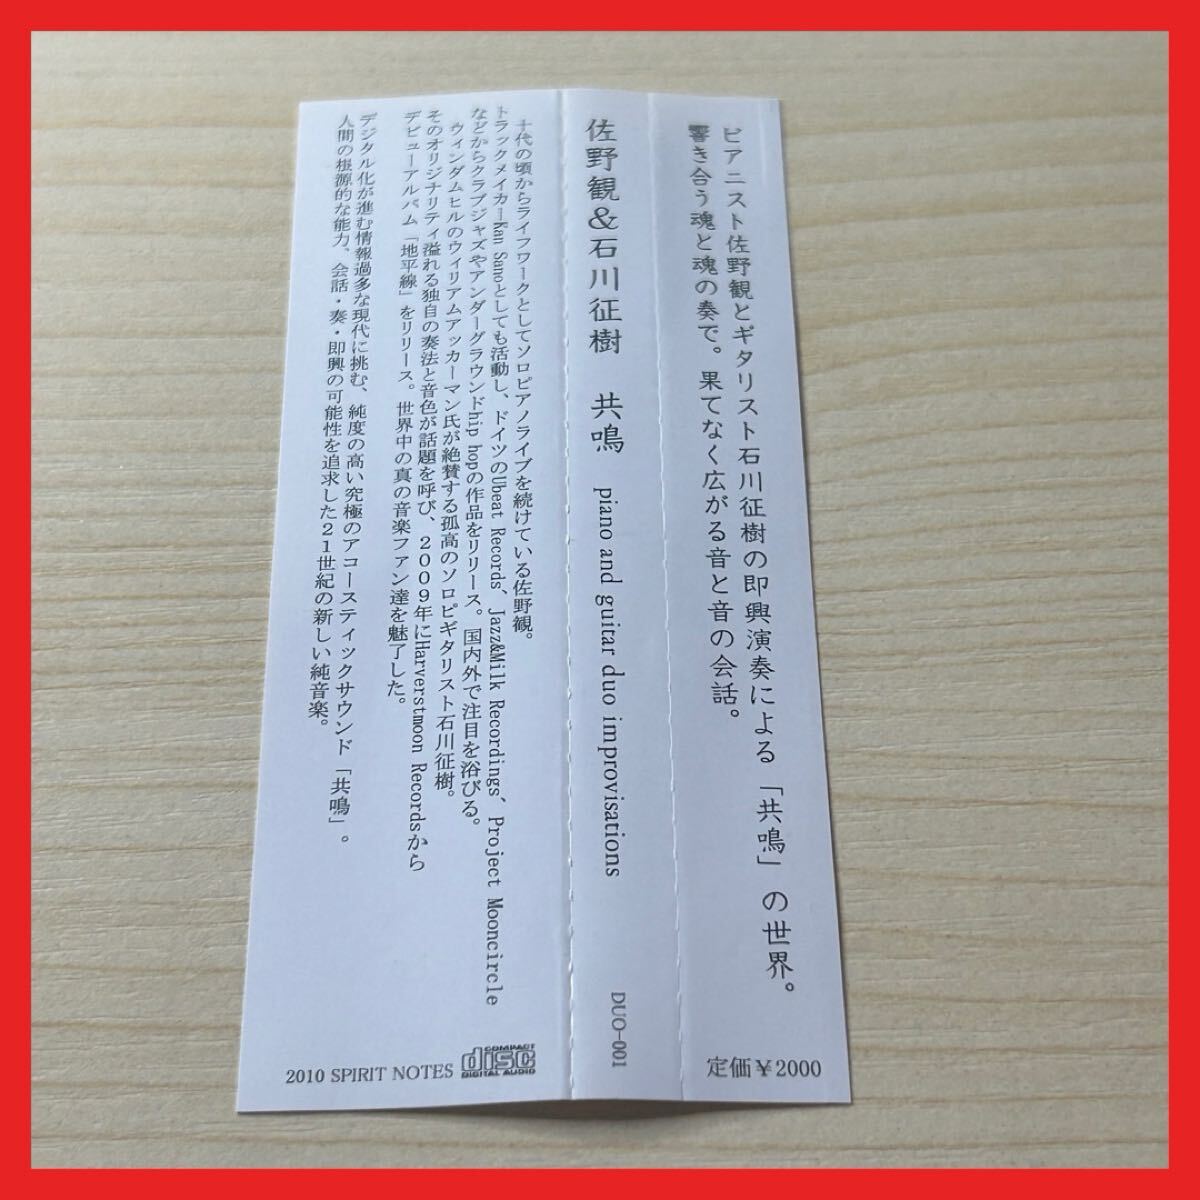 ピアニスト佐野観とギタリスト石川征樹の即興演奏による「共鳴」の世界。
響き合う魂と魂の奏で。果てなく広がる音と音の会話。
定価¥2000
佐野観&石川征樹 共鳴 piano and guitar duo improvisations
DUO-001
十代の頃からライフワークとしてソロピアノライブを続けている佐野観。
トラックメイカーKan Sanoとしても活動し、ドイツのUbeat Records、Jazz&Milk Recordings、Project Mooncircle
などからクラブジャズやアンダーグラウンドhip hopの作品をリリース。国内外で注目を浴びる。
ウィンダムヒルのウィリアムアッカーマン氏が絶賛する孤高のソロピギタリスト石川征樹。
そのオリジナリティ溢れる独自の奏法と音色が話題を呼び、2009年にHarverstmoon Recordsから
デビューアルバム「地平線」をリリース。世界中の真の音楽ファン達を魅了した。
デジタル化が進む情報過多な現代に挑む、純度の高い究極のアコースティックサウンド「共鳴」。
人間の根源的な能力、会話・奏・即興の可能性を追求した21世紀の新しい純音楽。
2010 SPIRIT NOTES
COMPACT
disc
DIGITAL AUDIO